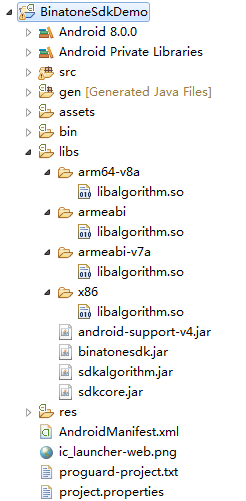 BinatoneSdkDemo
Android 8.0.0
Android Private Libraries
src
gen [Generated Java Files]
assets
bin
libs
arm64-v8a
libalgorithm.so
armeabi
libalgorithm.so
armeabi-v7a
libalgorithm.so
x86
libalgorithm.so
android-support-v4.jar
binatonesdk.jar
sdkalgorithm.jar
sdkcore.jar
res
AndroidManifest.xml
ic_launcher-web.png
proguard-project.txt
project.properties